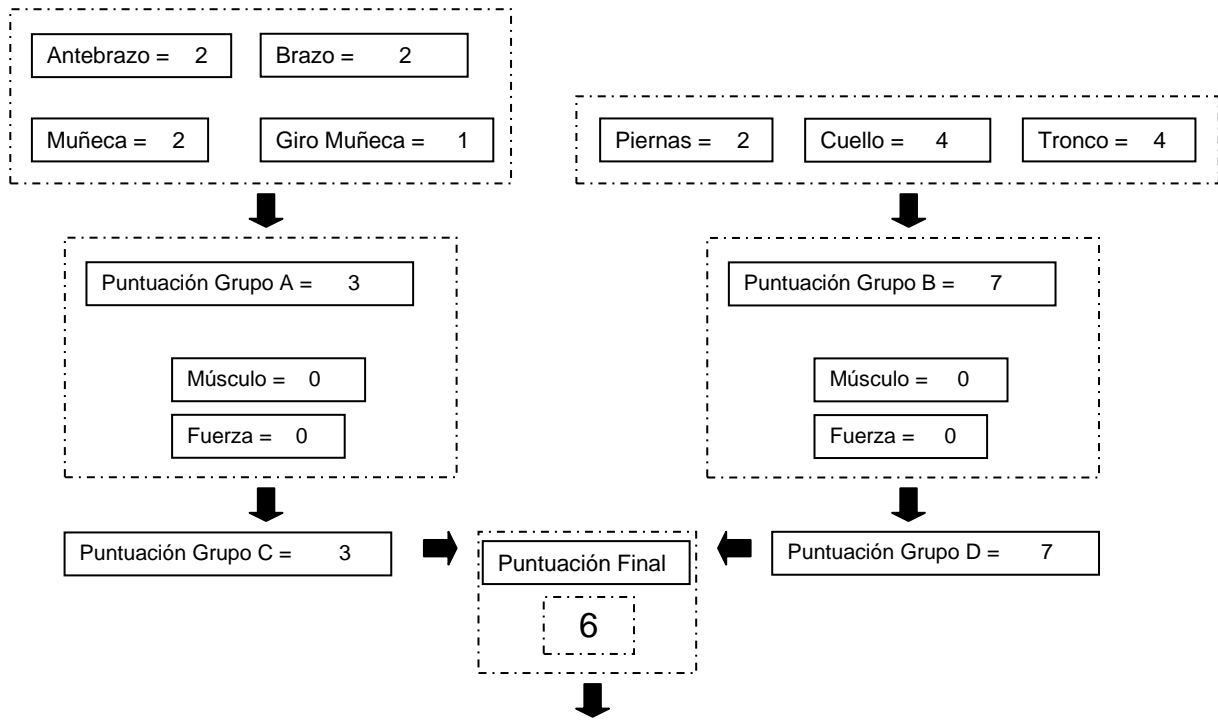 Antebrazo = 2
Brazo = 2
Muñeca = 2
Giro Muñeca = 1
Piernas = 2
Cuello = 4
Tronco = 4
Puntuación Grupo A = 3
Puntuación Grupo B = 7
Músculo = 0
Fuerza = 0
Músculo = 0
Fuerza = 0
Puntuación Grupo C = 3
Puntuación Final
6
Puntuación Grupo D = 7